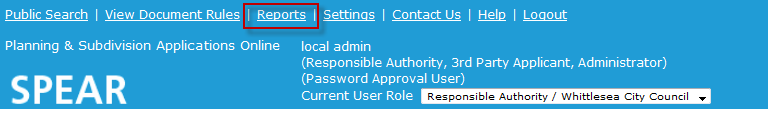 Public Search | View Document Rules | Reports | Settings | Contact Us | Help | Logout
Planning & Subdivision Applications Online
local admin
(Responsible Authority, 3rd Party Applicant, Administrator)
(Password Approval User)
SPEAR
Current User Role Responsible Authority / Whittlesea City Council